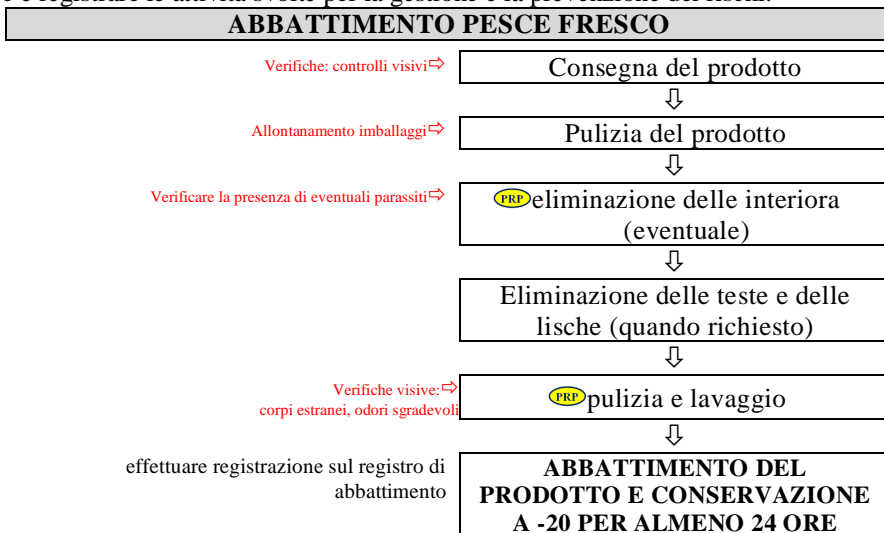 e e registrare le attività svolte per la gestione e la prevenzione dei rischi.
ABBATTIMENTO PESCE FRESCO
Verifiche: controlli visivi⇨
Consegna del prodotto
⇩
Allontanamento imballaggi⇨
Pulizia del prodotto
⇩
Verificare la presenza di eventuali parassiti⇨
PRP eliminazione delle interiora
(eventuale)
⇩
Eliminazione delle teste e delle
lische (quando richiesto)
⇩
Verifiche visive:⇨
corpi estranei, odori sgradevoli
PRP pulizia e lavaggio
⇩
effettuare registrazione sul registro di
abbattimento
ABBATTIMENTO DEL
PRODOTTO E CONSERVAZIONE
A -20 PER ALMENO 24 ORE